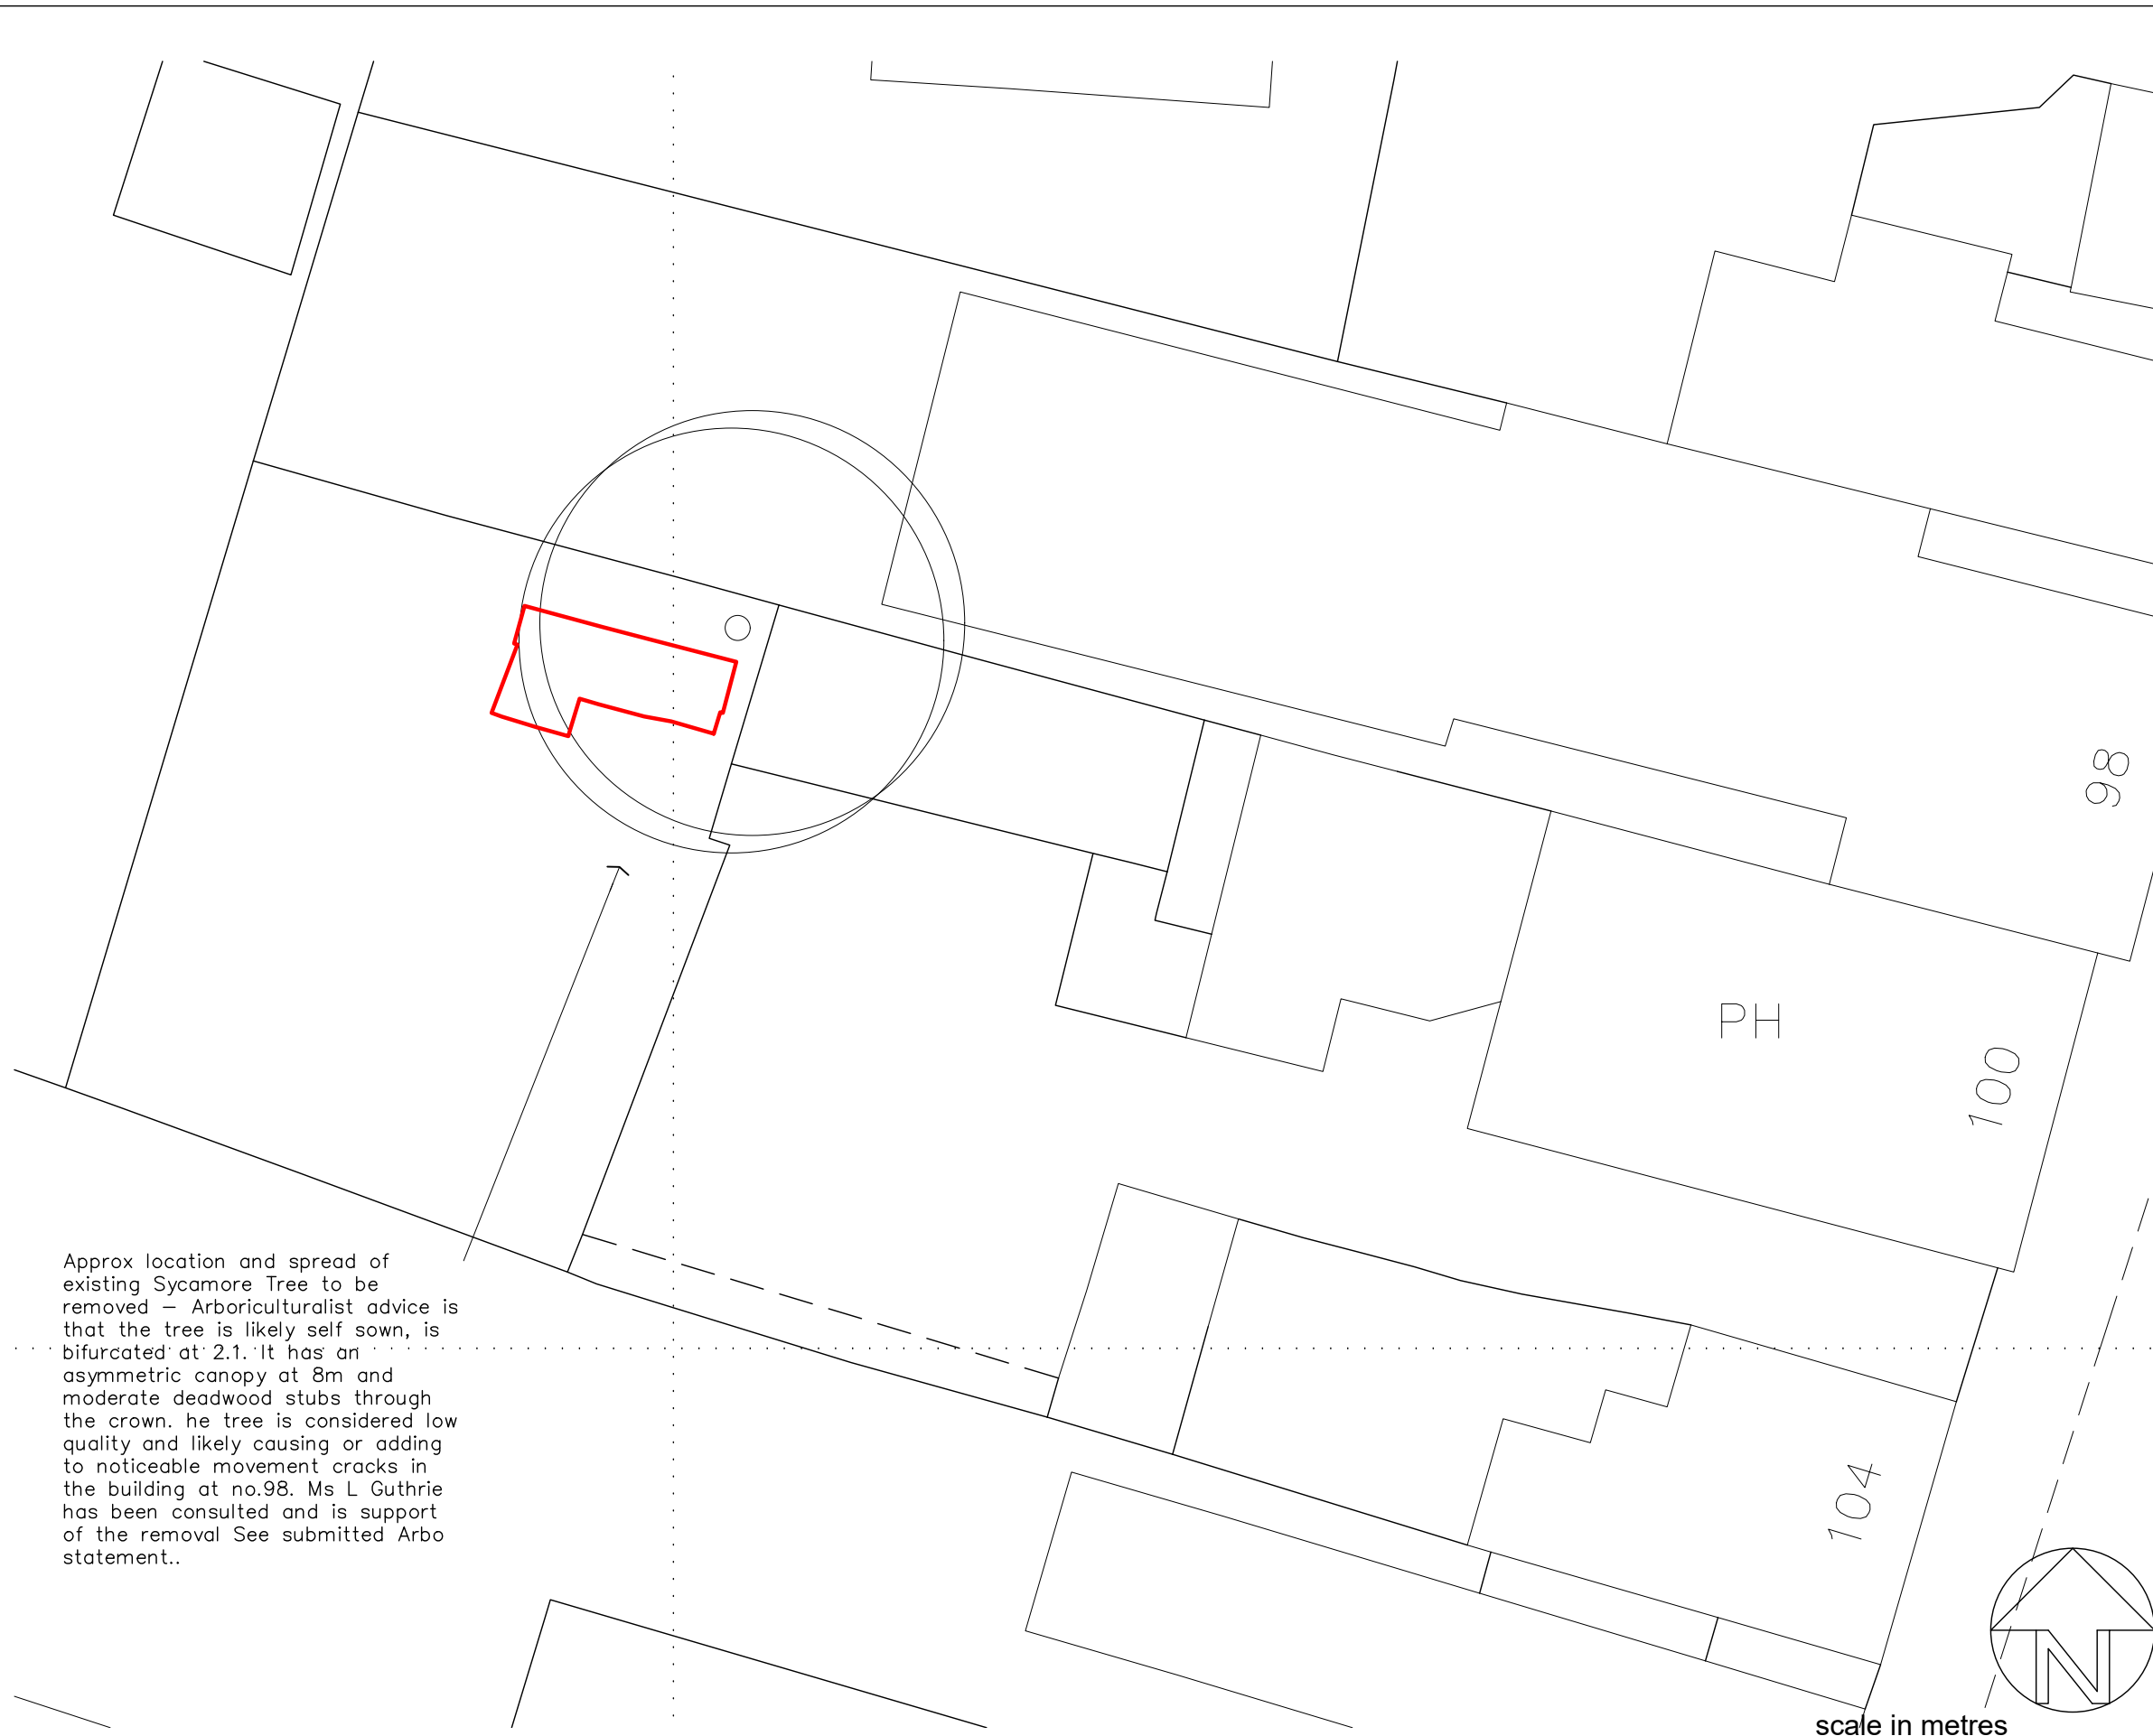 98
PH
100
Approx location and spread of
existing Sycamore Tree to be
removed – Arboriculturalist advice is
that the tree is likely self sown, is
bifurcated at 2.1. It has an
asymmetric canopy at 8m and
moderate deadwood stubs through
the crown. he tree is considered low
quality and likely causing or adding
to noticeable movement cracks in
the building at no.98. Ms L Guthrie
has been consulted and is support
of the removal See submitted Arbo
statement..
104
N
scale in metres